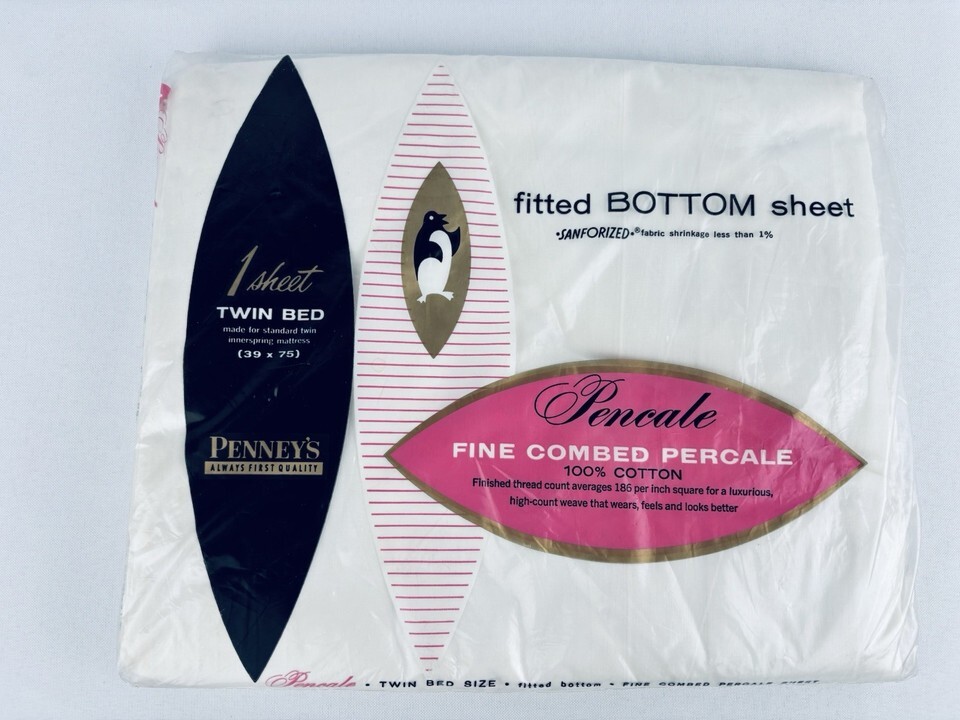 1 sheet
TWIN BED
made for standard twin
innerspring mattress
(39 x 75)
PENNEY'S
ALWAYS FIRST QUALITY
fitted BOTTOM sheet
•SANFORIZED•® fabric shrinkage less than 1%
Pencale
FINE COMBED PERCALE
100% COTTON
Finished thread count averages 186 per inch square for a luxurious,
high-count weave that wears, feels and looks better
Pencale • TWIN BED SIZE • fitted bottom • FINE COMBED PERCALE SHEET